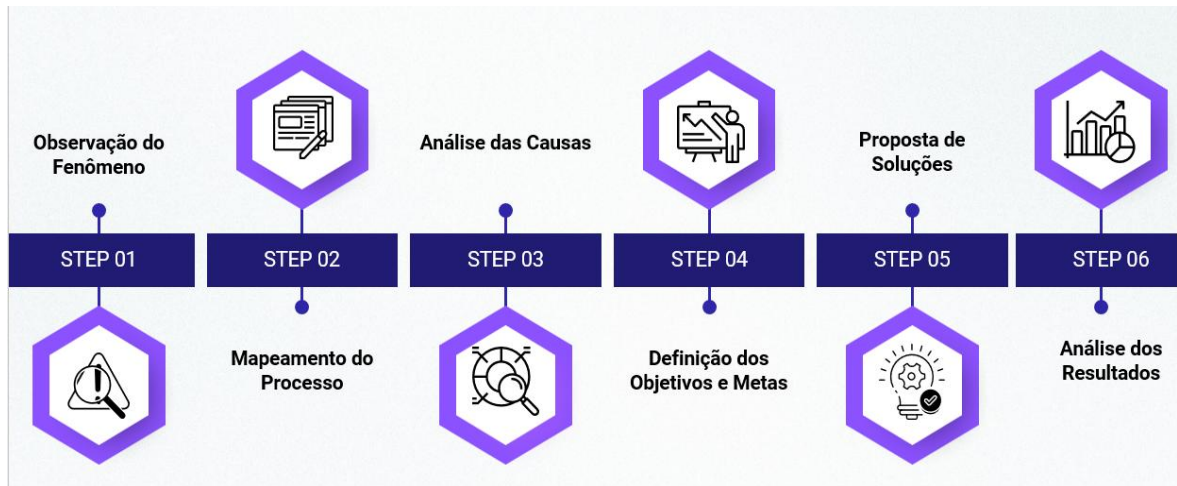 Observação do
Fenômeno
STEP 01
STEP 02
Mapeamento do
Processo
Análise das Causas
STEP 03
STEP 04
Definição dos
Objetivos e Metas
Proposta de
Soluções
STEP 05
STEP 06
Análise dos
Resultados